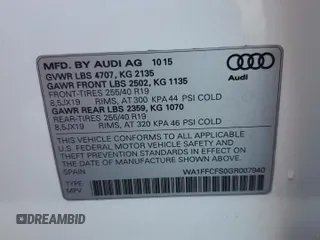 MFD. BY AUDI AG 10 15
GVWR LBS 4707, KG 2135
GAWR FRONT LBS 2502, KG 1135
FRONT-TIRES 255/40 R19
8,5JX19 RIMS, AT 300 KPA 44 PSI COLD
GAWR REAR LBS 2359, KG 1070
REAR-TIRES 255/40 R19
8,5JX19 RIMS, AT 320 KPA 46 PSI COLD
Audi
THIS VEHICLE CONFORMS TO ALL APPLICABLE
U.S. FEDERAL MOTOR VEHICLE SAFETY STANDARDS IN EFFECT ON THE
DATE OF MANUFACTURE SHOWN ABOVE.
SPAIN WA1FFCFS0GR007940
TYPE
MPV
DREAMBID